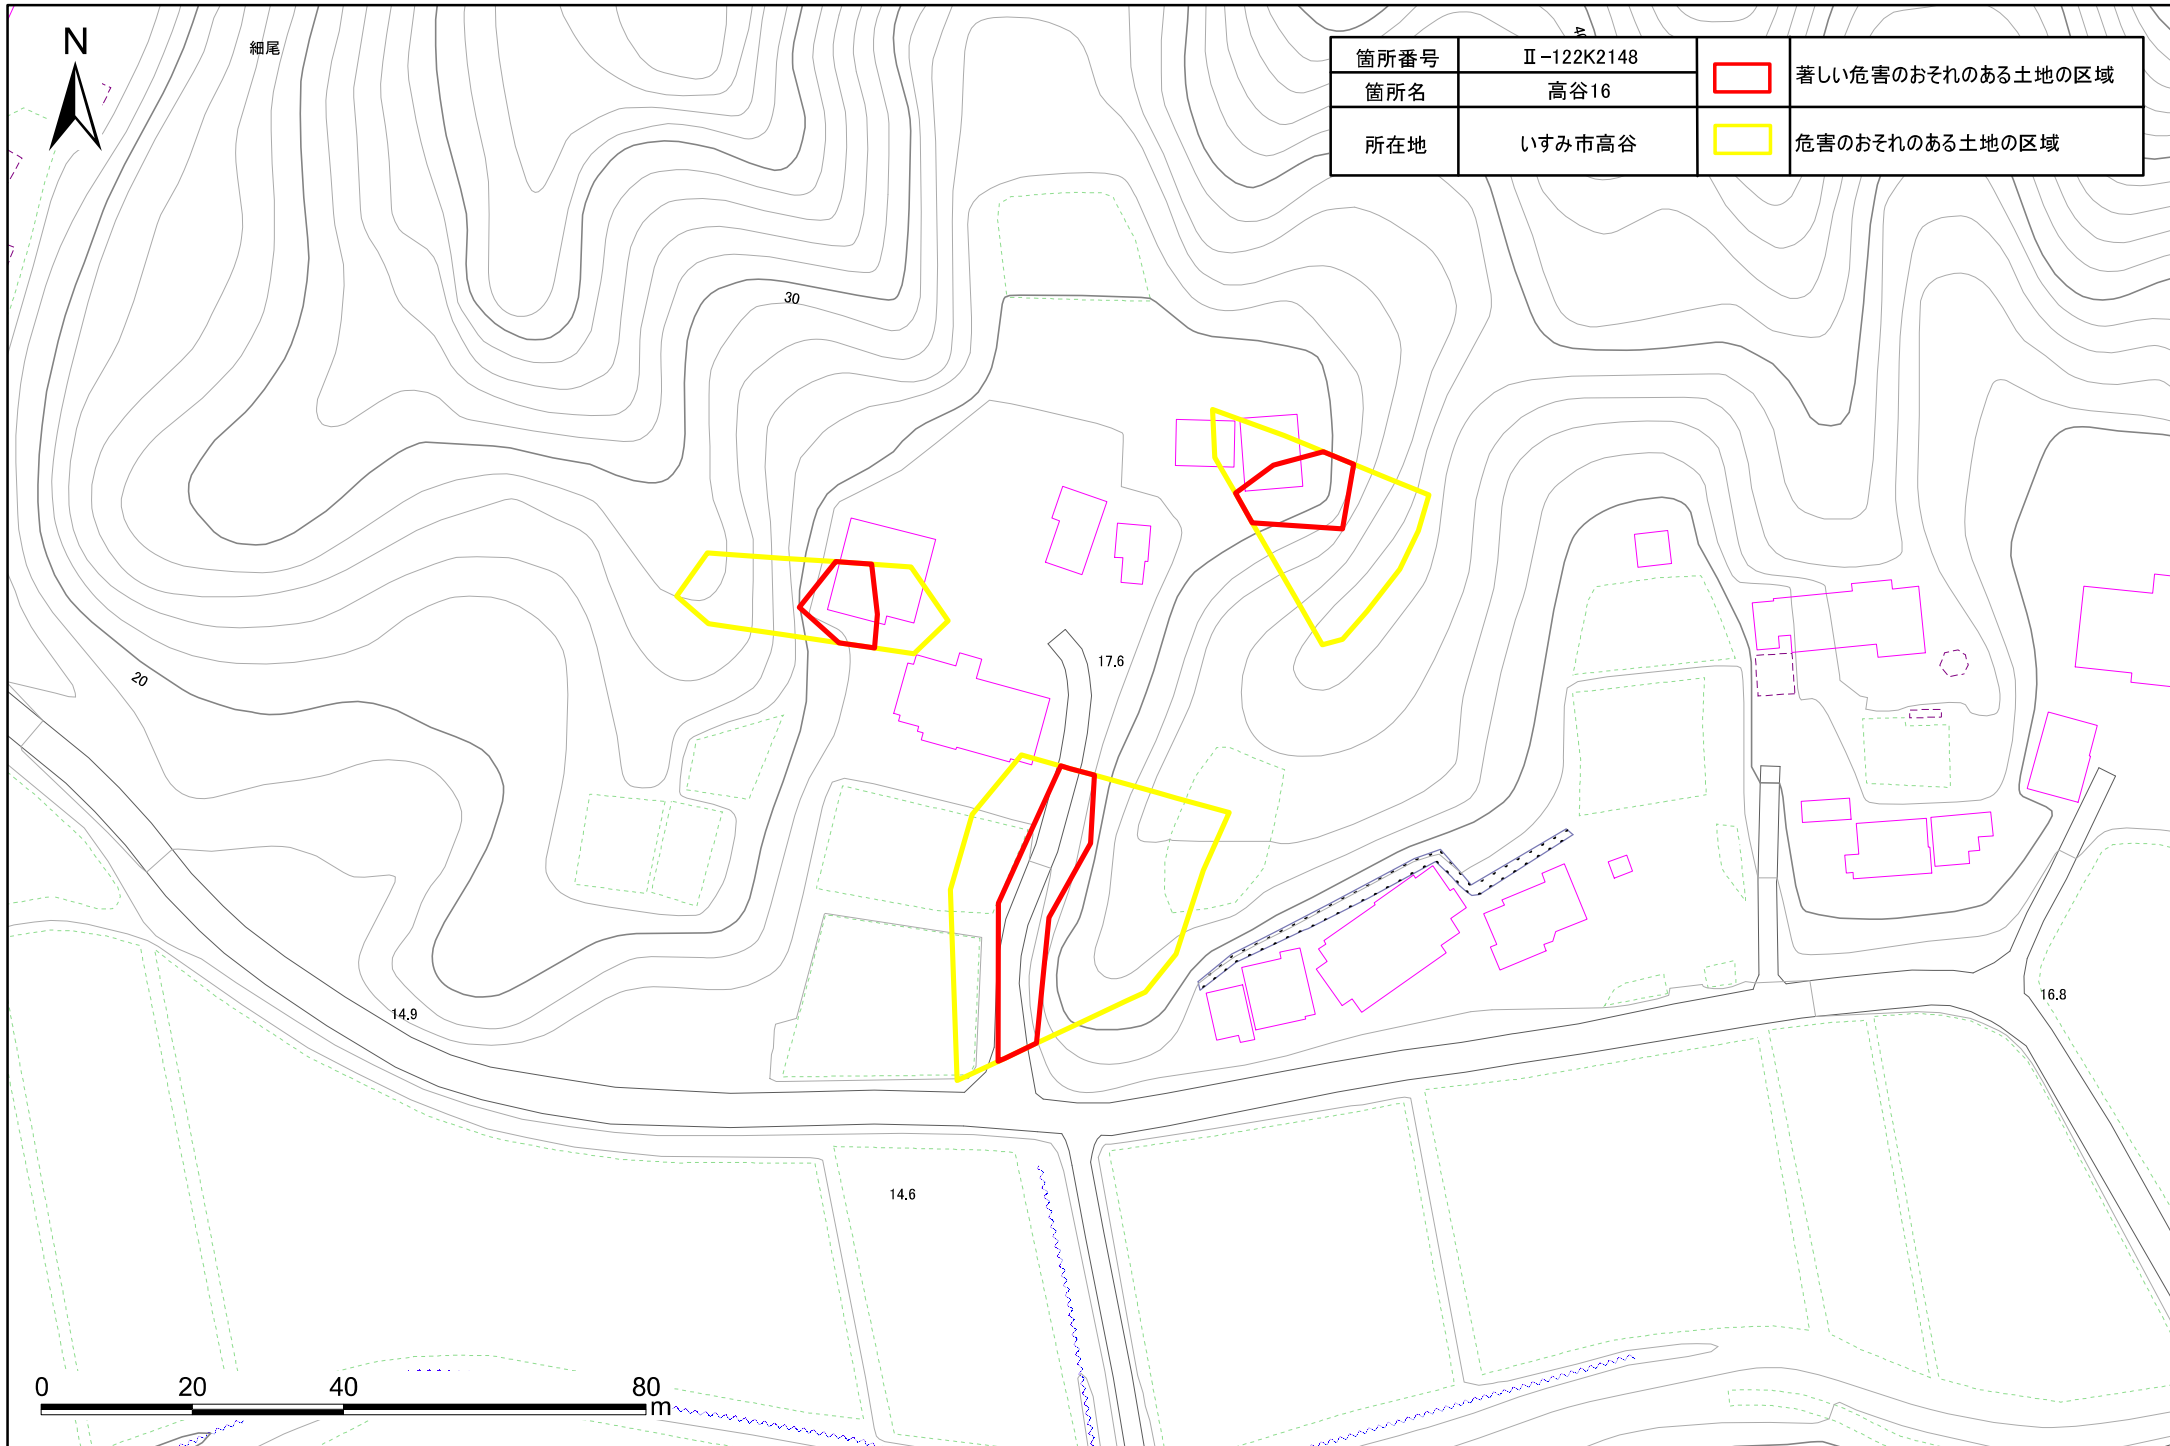 N
細尾
箇所番号 Ⅱ-122K2148 著しい危害のおそれのある土地の区域
箇所名 高谷16
所在地 いすみ市高谷 危害のおそれのある土地の区域
30
17.6
20
14.9
16.8
14.6
0 20 40 80
m